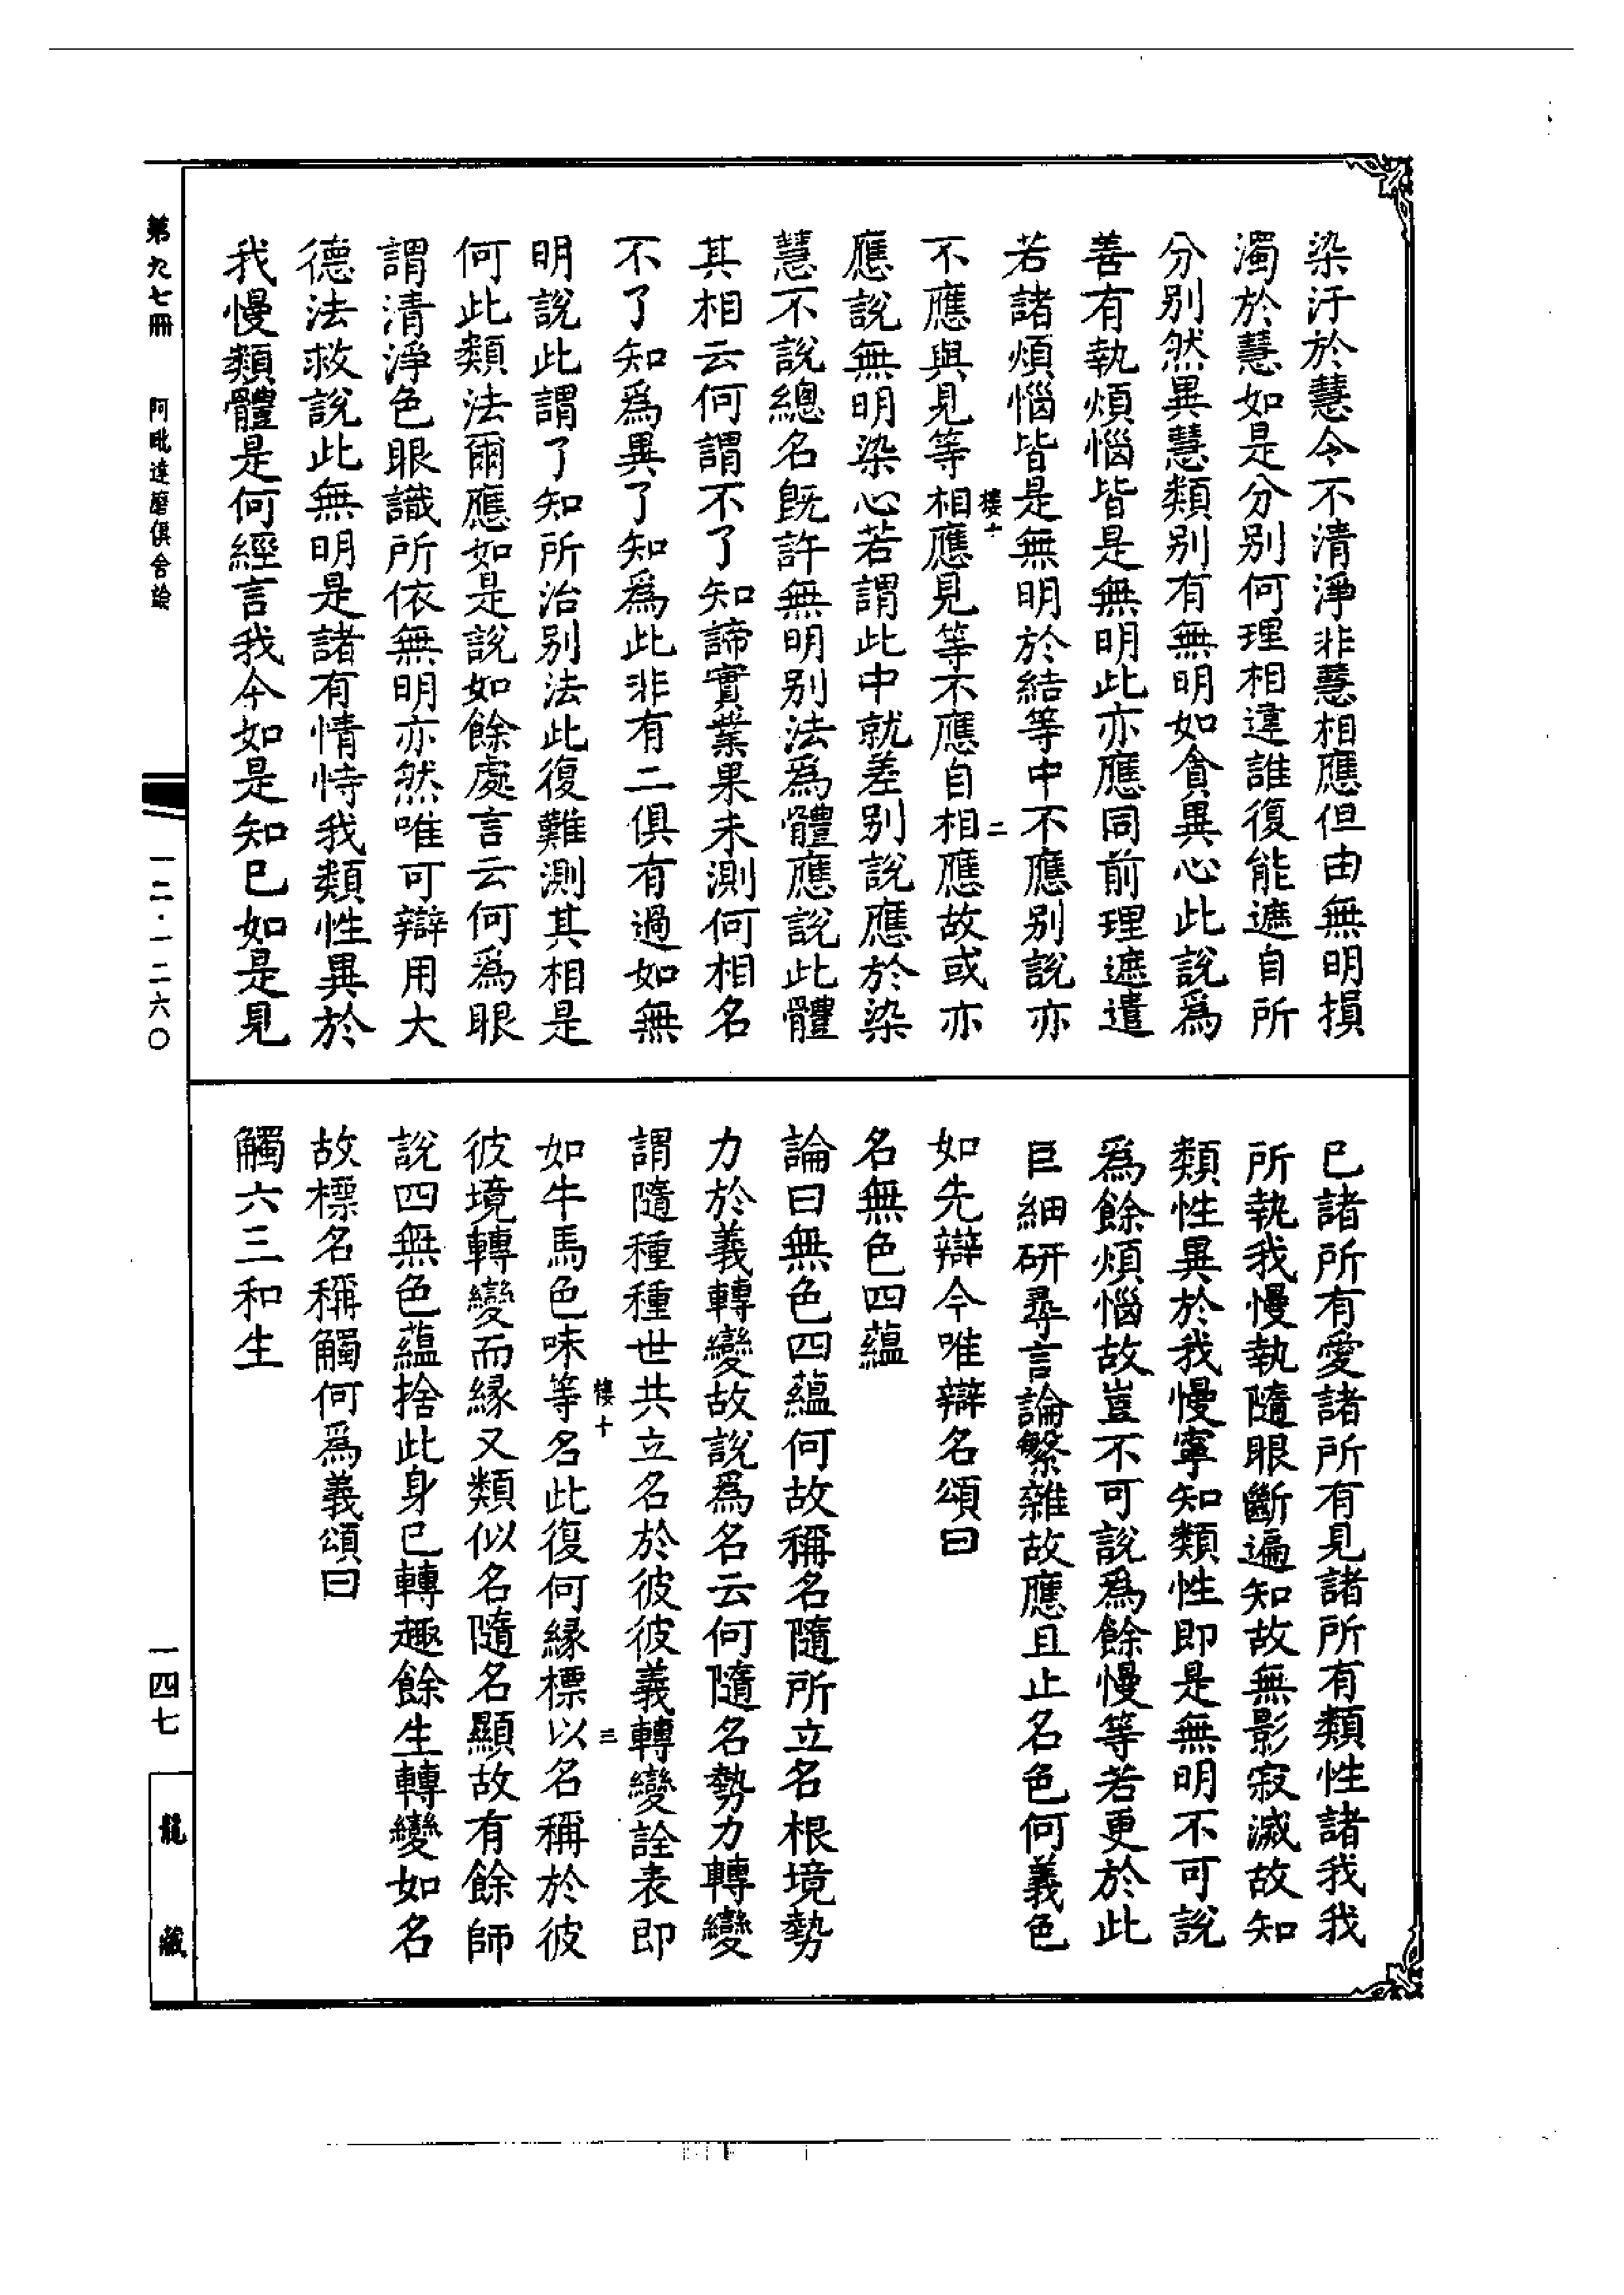 染汙於慧令不清淨非慧相應但由無明損
濁於慧如是分別何理相違誰復能遮自所
分別然異慧類別有無明如貪異心此說爲
善有執煩惱皆是無明此亦應同前理遮遣
若諸煩惱皆是無明於結等中不應別說亦
樓十 二
不應與見等相應見等不應自相應故或亦
應說無明染心若謂此中就差別說應於染
慧不說總名既許無明別法爲體應說此體
其相云何謂不了知諦實業果未測何相名
不了知爲異了知爲此非有二俱有過如無
明說此謂了知所治別法此復難測其相是
何此類法爾應如是說如餘處言云何爲眼
謂清淨色眼識所依無明亦然唯可辯用大
德法救說此無明是諸有情恃我類性異於
我慢類體是何經言我今如是知已如是見
已諸所有愛諸所有見諸所有類性諸我我
所執我慢執隨眠斷遍知故無影寂滅故知
類性異於我慢寧知類性即是無明不可說
爲餘煩惱故豈不可說爲餘慢等若更於此
巨細研尋言論繁雜故應且止名色何義色
如先辯今唯辯名頌曰
名無色四蘊
論曰無色四蘊何故稱名隨所立名根境勢
力於義轉變故說爲名云何隨名勢力轉變
謂隨種種世共立名於彼彼義轉變詮表即
樓十 三
如牛馬色味等名此復何緣標以名稱於彼
彼境轉變而緣又類似名隨名顯故有餘師
說四無色蘊捨此身已轉趣餘生轉變如名
故標名稱觸何爲義頌曰
觸六三和生
第九七冊 阿毗達磨俱舍論 一二·一二六〇 一四七 龍藏